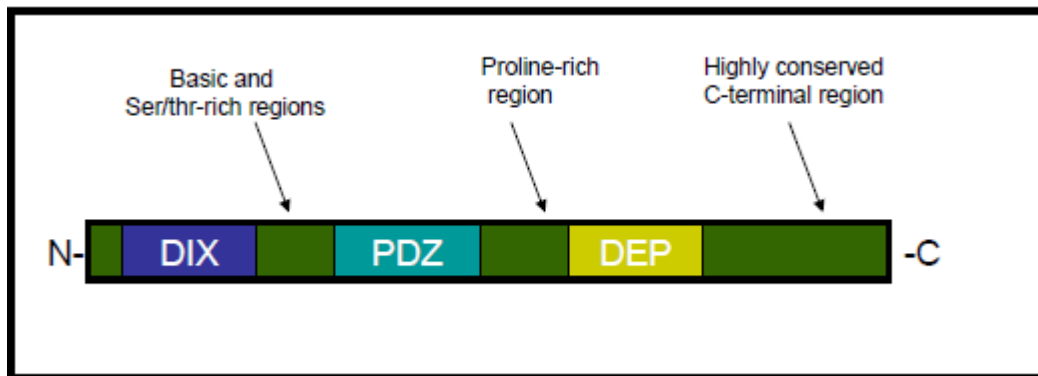 Basic and
Ser/thr-rich regions
Proline-rich
region
Highly conserved
C-terminal region
N-
DIX
PDZ
DEP
-C